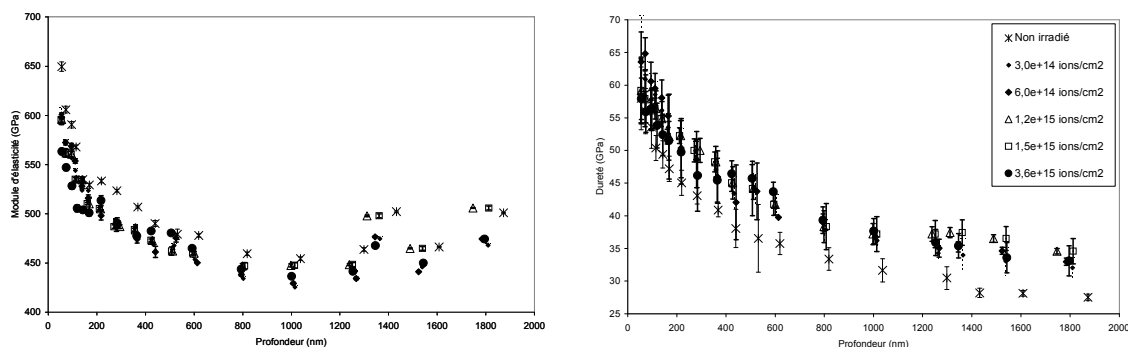 700
650
600
550
500
450
400
Module d'élasticité (GPa)
0 200 400 600 800 1000 1200 1400 1600 1800 2000
Profondeur (nm)
70
65
60
55
50
45
40
35
30
25
Dureté (GPa)
0 200 400 600 800 1000 1200 1400 1600 1800 2000
Profondeur (nm)
Non irradié
3,0e+14 ions/cm2
6,0e+14 ions/cm2
1,2e+15 ions/cm2
1,5e+15 ions/cm2
3,6e+15 ions/cm2